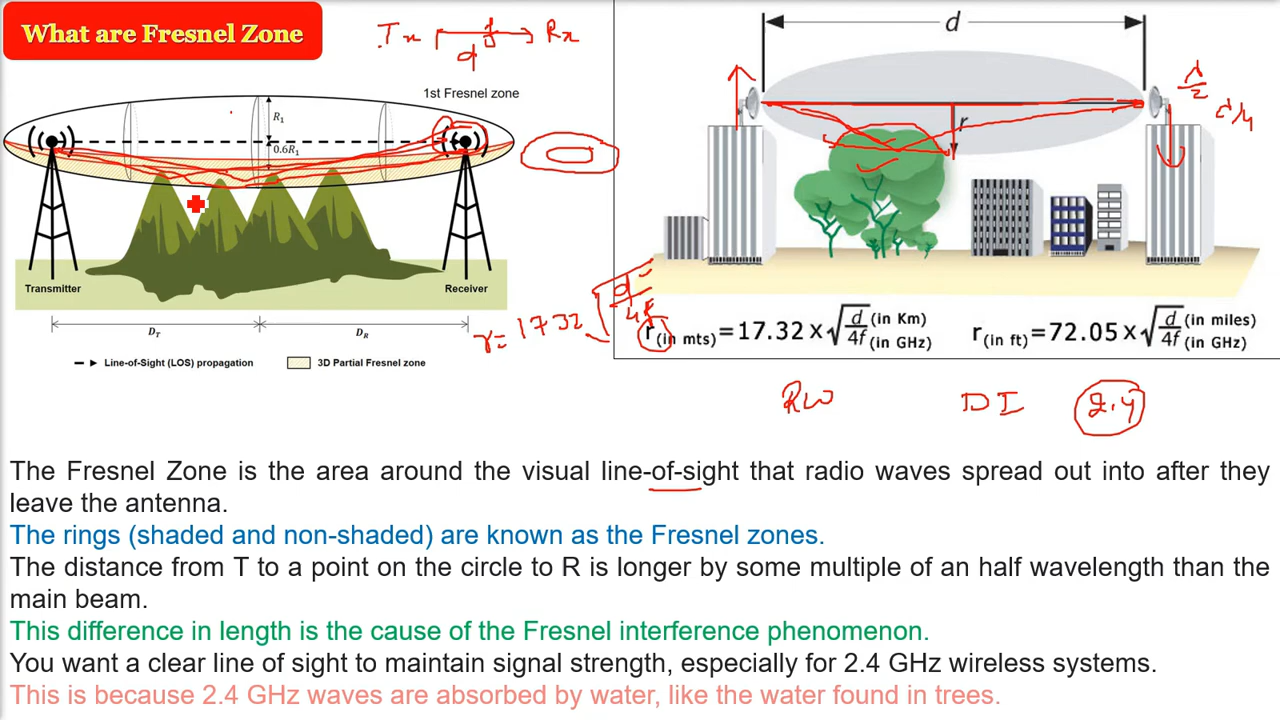 What are Fresnel Zone
Tx d Rx
1st Fresnel zone
R1
0.6R1
Transmitter
Receiver
DT
DR
Line-of-Sight (LOS) propagation
3D Partial Fresnel zone
d
r
λ/2
r = 17.32 √d/4f
r(in mts) = 17.32 x √d/4f (in Km) (in GHz)
r(in ft) = 72.05 x √d/4f (in miles) (in GHz)
RW
DI
2.4
The Fresnel Zone is the area around the visual line-of-sight that radio waves spread out into after they
leave the antenna.
The rings (shaded and non-shaded) are known as the Fresnel zones.
The distance from T to a point on the circle to R is longer by some multiple of an half wavelength than the
main beam.
This difference in length is the cause of the Fresnel interference phenomenon.
You want a clear line of sight to maintain signal strength, especially for 2.4 GHz wireless systems.
This is because 2.4 GHz waves are absorbed by water, like the water found in trees.